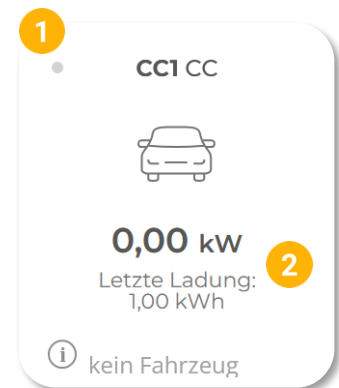 1
CC1 CC
0,00 kW
2
Letzte Ladung:
1,00 kWh
i kein Fahrzeug